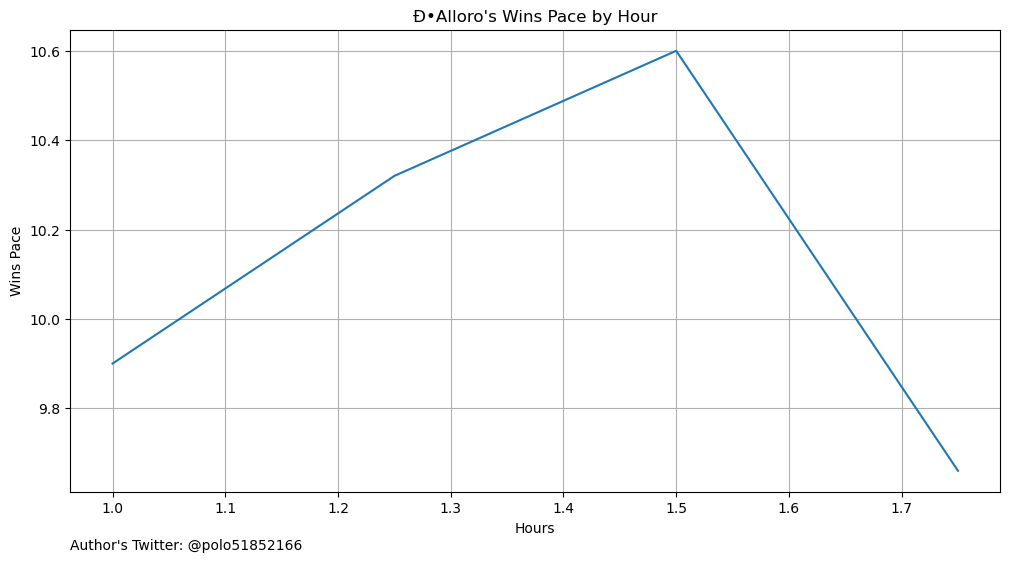 Ð•Alloro's Wins Pace by Hour
10.6
10.4
10.2
10.0
9.8
Wins Pace
1.0 1.1 1.2 1.3 1.4 1.5 1.6 1.7
Hours
Author's Twitter: @polo51852166